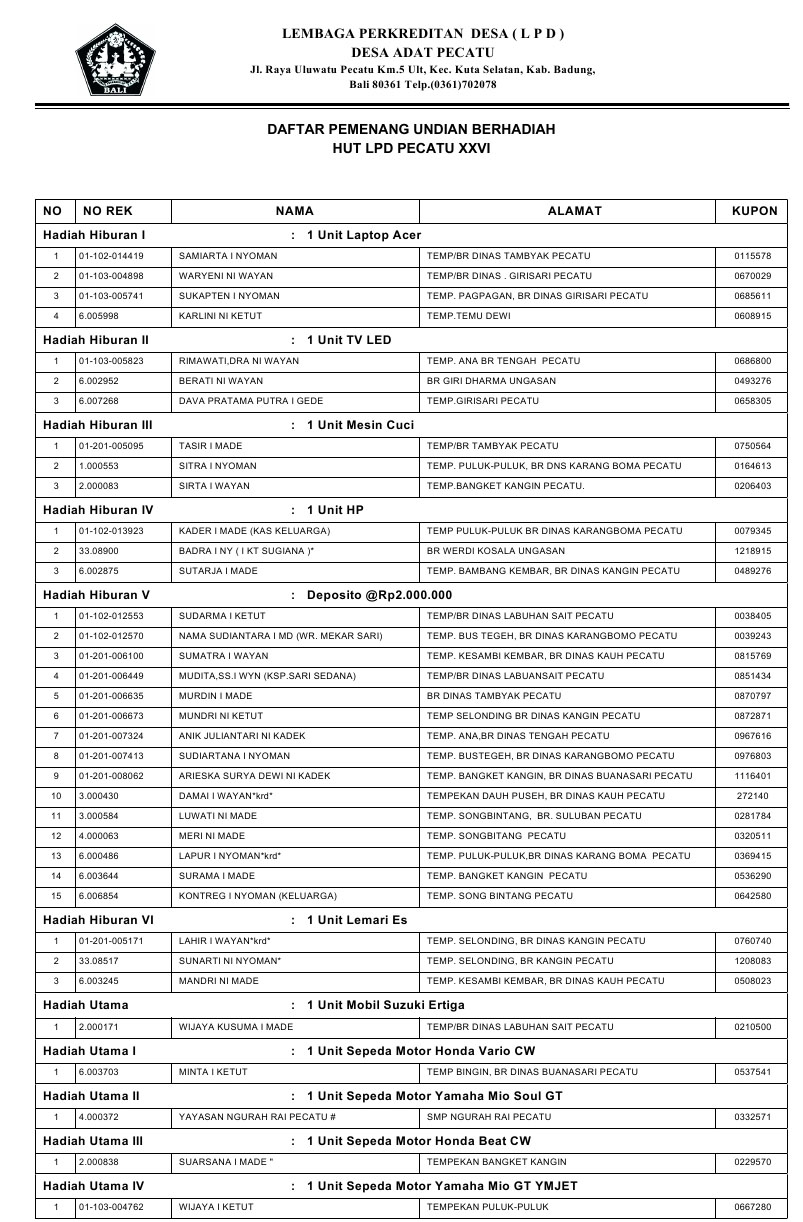 BALI
LEMBAGA PERKREDITAN DESA ( L P D )
DESA ADAT PECATU
Jl. Raya Uluwatu Pecatu Km.5 Ult, Kec. Kuta Selatan, Kab. Badung,
Bali 80361 Telp.(0361)702078
DAFTAR PEMENANG UNDIAN BERHADIAH
HUT LPD PECATU XXVI
NO NO REK NAMA ALAMAT KUPON
Hadiah Hiburan I : 1 Unit Laptop Acer
1 01-102-014419 SAMIARTA I NYOMAN TEMP/BR DINAS TAMBYAK PECATU 0115578
2 01-103-004898 WARYENI NI WAYAN TEMP/BR DINAS . GIRISARI PECATU 0670029
3 01-103-005741 SUKAPTEN I NYOMAN TEMP. PAGPAGAN, BR DINAS GIRISARI PECATU 0685611
4 6.005998 KARLINI NI KETUT TEMP.TEMU DEWI 0608915
Hadiah Hiburan II : 1 Unit TV LED
1 01-103-005823 RIMAWATI,DRA NI WAYAN TEMP. ANA BR TENGAH PECATU 0686800
2 6.002952 BERATI NI WAYAN BR GIRI DHARMA UNGASAN 0493276
3 6.007268 DAVA PRATAMA PUTRA I GEDE TEMP.GIRISARI PECATU 0658305
Hadiah Hiburan III : 1 Unit Mesin Cuci
1 01-201-005095 TASIR I MADE TEMP/BR TAMBYAK PECATU 0750564
2 1.000553 SITRA I NYOMAN TEMP. PULUK-PULUK, BR DNS KARANG BOMA PECATU 0164613
3 2.000083 SIRTA I WAYAN TEMP.BANGKET KANGIN PECATU. 0206403
Hadiah Hiburan IV : 1 Unit HP
1 01-102-013923 KADER I MADE (KAS KELUARGA) TEMP PULUK-PULUK BR DINAS KARANGBOMA PECATU 0079345
2 33.08900 BADRA I NY ( I KT SUGIANA )* BR WERDI KOSALA UNGASAN 1218915
3 6.002875 SUTARJA I MADE TEMP. BAMBANG KEMBAR, BR DINAS KANGIN PECATU 0489276
Hadiah Hiburan V : Deposito @Rp2.000.000
1 01-102-012553 SUDARMA I KETUT TEMP/BR DINAS LABUHAN SAIT PECATU 0038405
2 01-102-012570 NAMA SUDIANTARA I MD (WR. MEKAR SARI) TEMP. BUS TEGEH, BR DINAS KARANGBOMO PECATU 0039243
3 01-201-006100 SUMATRA I WAYAN TEMP. KESAMBI KEMBAR, BR DINAS KAUH PECATU 0815769
4 01-201-006449 MUDITA,SS.I WYN (KSP.SARI SEDANA) TEMP/BR DINAS LABUANSAIT PECATU 0851434
5 01-201-006635 MURDIN I MADE BR DINAS TAMBYAK PECATU 0870797
6 01-201-006673 MUNDRI NI KETUT TEMP SELONDING BR DINAS KANGIN PECATU 0872871
7 01-201-007324 ANIK JULIANTARI NI KADEK TEMP. ANA,BR DINAS TENGAH PECATU 0967616
8 01-201-007413 SUDIARTANA I NYOMAN TEMP. BUSTEGEH, BR DINAS KARANGBOMO PECATU 0976803
9 01-201-008062 ARIESKA SURYA DEWI NI KADEK TEMP. BANGKET KANGIN, BR DINAS BUANASARI PECATU 1116401
10 3.000430 DAMAI I WAYAN*krd* TEMPEKAN DAUH PUSEH, BR DINAS KAUH PECATU 272140
11 3.000584 LUWATI NI MADE TEMP. SONGBINTANG, BR. SULUBAN PECATU 0281784
12 4.000063 MERI NI MADE TEMP. SONGBITANG PECATU 0320511
13 6.000486 LAPUR I NYOMAN*krd* TEMP. PULUK-PULUK,BR DINAS KARANG BOMA PECATU 0369415
14 6.003644 SURAMA I MADE TEMP. BANGKET KANGIN PECATU 0536290
15 6.006854 KONTREG I NYOMAN (KELUARGA) TEMP. SONG BINTANG PECATU 0642580
Hadiah Hiburan VI : 1 Unit Lemari Es
1 01-201-005171 LAHIR I WAYAN*krd* TEMP. SELONDING, BR DINAS KANGIN PECATU 0760740
2 33.08517 SUNARTI NI NYOMAN* TEMP. SELONDING, BR KANGIN PECATU 1208083
3 6.003245 MANDRI NI MADE TEMP. KESAMBI KEMBAR, BR DINAS KAUH PECATU 0508023
Hadiah Utama : 1 Unit Mobil Suzuki Ertiga
1 2.000171 WIJAYA KUSUMA I MADE TEMP/BR DINAS LABUHAN SAIT PECATU 0210500
Hadiah Utama I : 1 Unit Sepeda Motor Honda Vario CW
1 6.003703 MINTA I KETUT TEMP BINGIN, BR DINAS BUANASARI PECATU 0537541
Hadiah Utama II : 1 Unit Sepeda Motor Yamaha Mio Soul GT
1 4.000372 YAYASAN NGURAH RAI PECATU # SMP NGURAH RAI PECATU 0332571
Hadiah Utama III : 1 Unit Sepeda Motor Honda Beat CW
1 2.000838 SUARSANA I MADE " TEMPEKAN BANGKET KANGIN 0229570
Hadiah Utama IV : 1 Unit Sepeda Motor Yamaha Mio GT YMJET
1 01-103-004762 WIJAYA I KETUT TEMPEKAN PULUK-PULUK 0667280